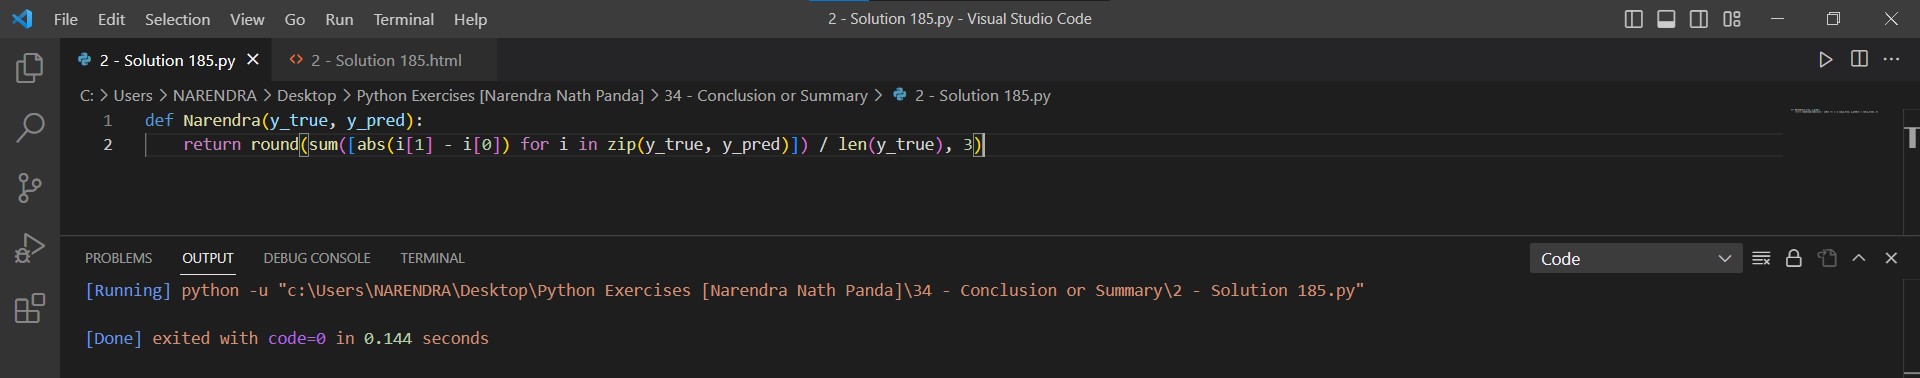 File Edit Selection View Go Run Terminal Help 2 - Solution 185.py - Visual Studio Code
2 - Solution 185.py 2 - Solution 185.html
C: > Users > NARENDRA > Desktop > Python Exercises [Narendra Nath Panda] > 34 - Conclusion or Summary > 2 - Solution 185.py
1 def Narendra(y_true, y_pred):
2 return round(sum([abs(i[1] - i[0]) for i in zip(y_true, y_pred)]) / len(y_true), 3)
PROBLEMS OUTPUT DEBUG CONSOLE TERMINAL Code
[Running] python -u "c:\Users\NARENDRA\Desktop\Python Exercises [Narendra Nath Panda]\34 - Conclusion or Summary\2 - Solution 185.py"
[Done] exited with code=0 in 0.144 seconds